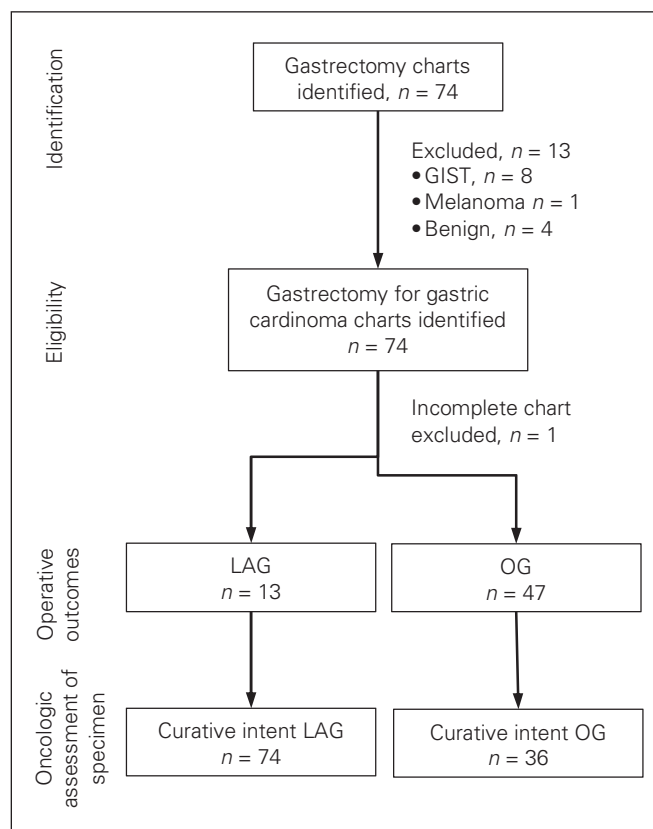 Identification
Gastrectomy charts
identified, n = 74
Excluded, n = 13
• GIST, n = 8
• Melanoma n = 1
• Benign, n = 4
Eligibility
Gastrectomy for gastric
cardinoma charts identified
n = 74
Incomplete chart
excluded, n = 1
Operative
outcomes
LAG
n = 13
OG
n = 47
Oncologic
assessment of
specimen
Curative intent LAG
n = 74
Curative intent OG
n = 36